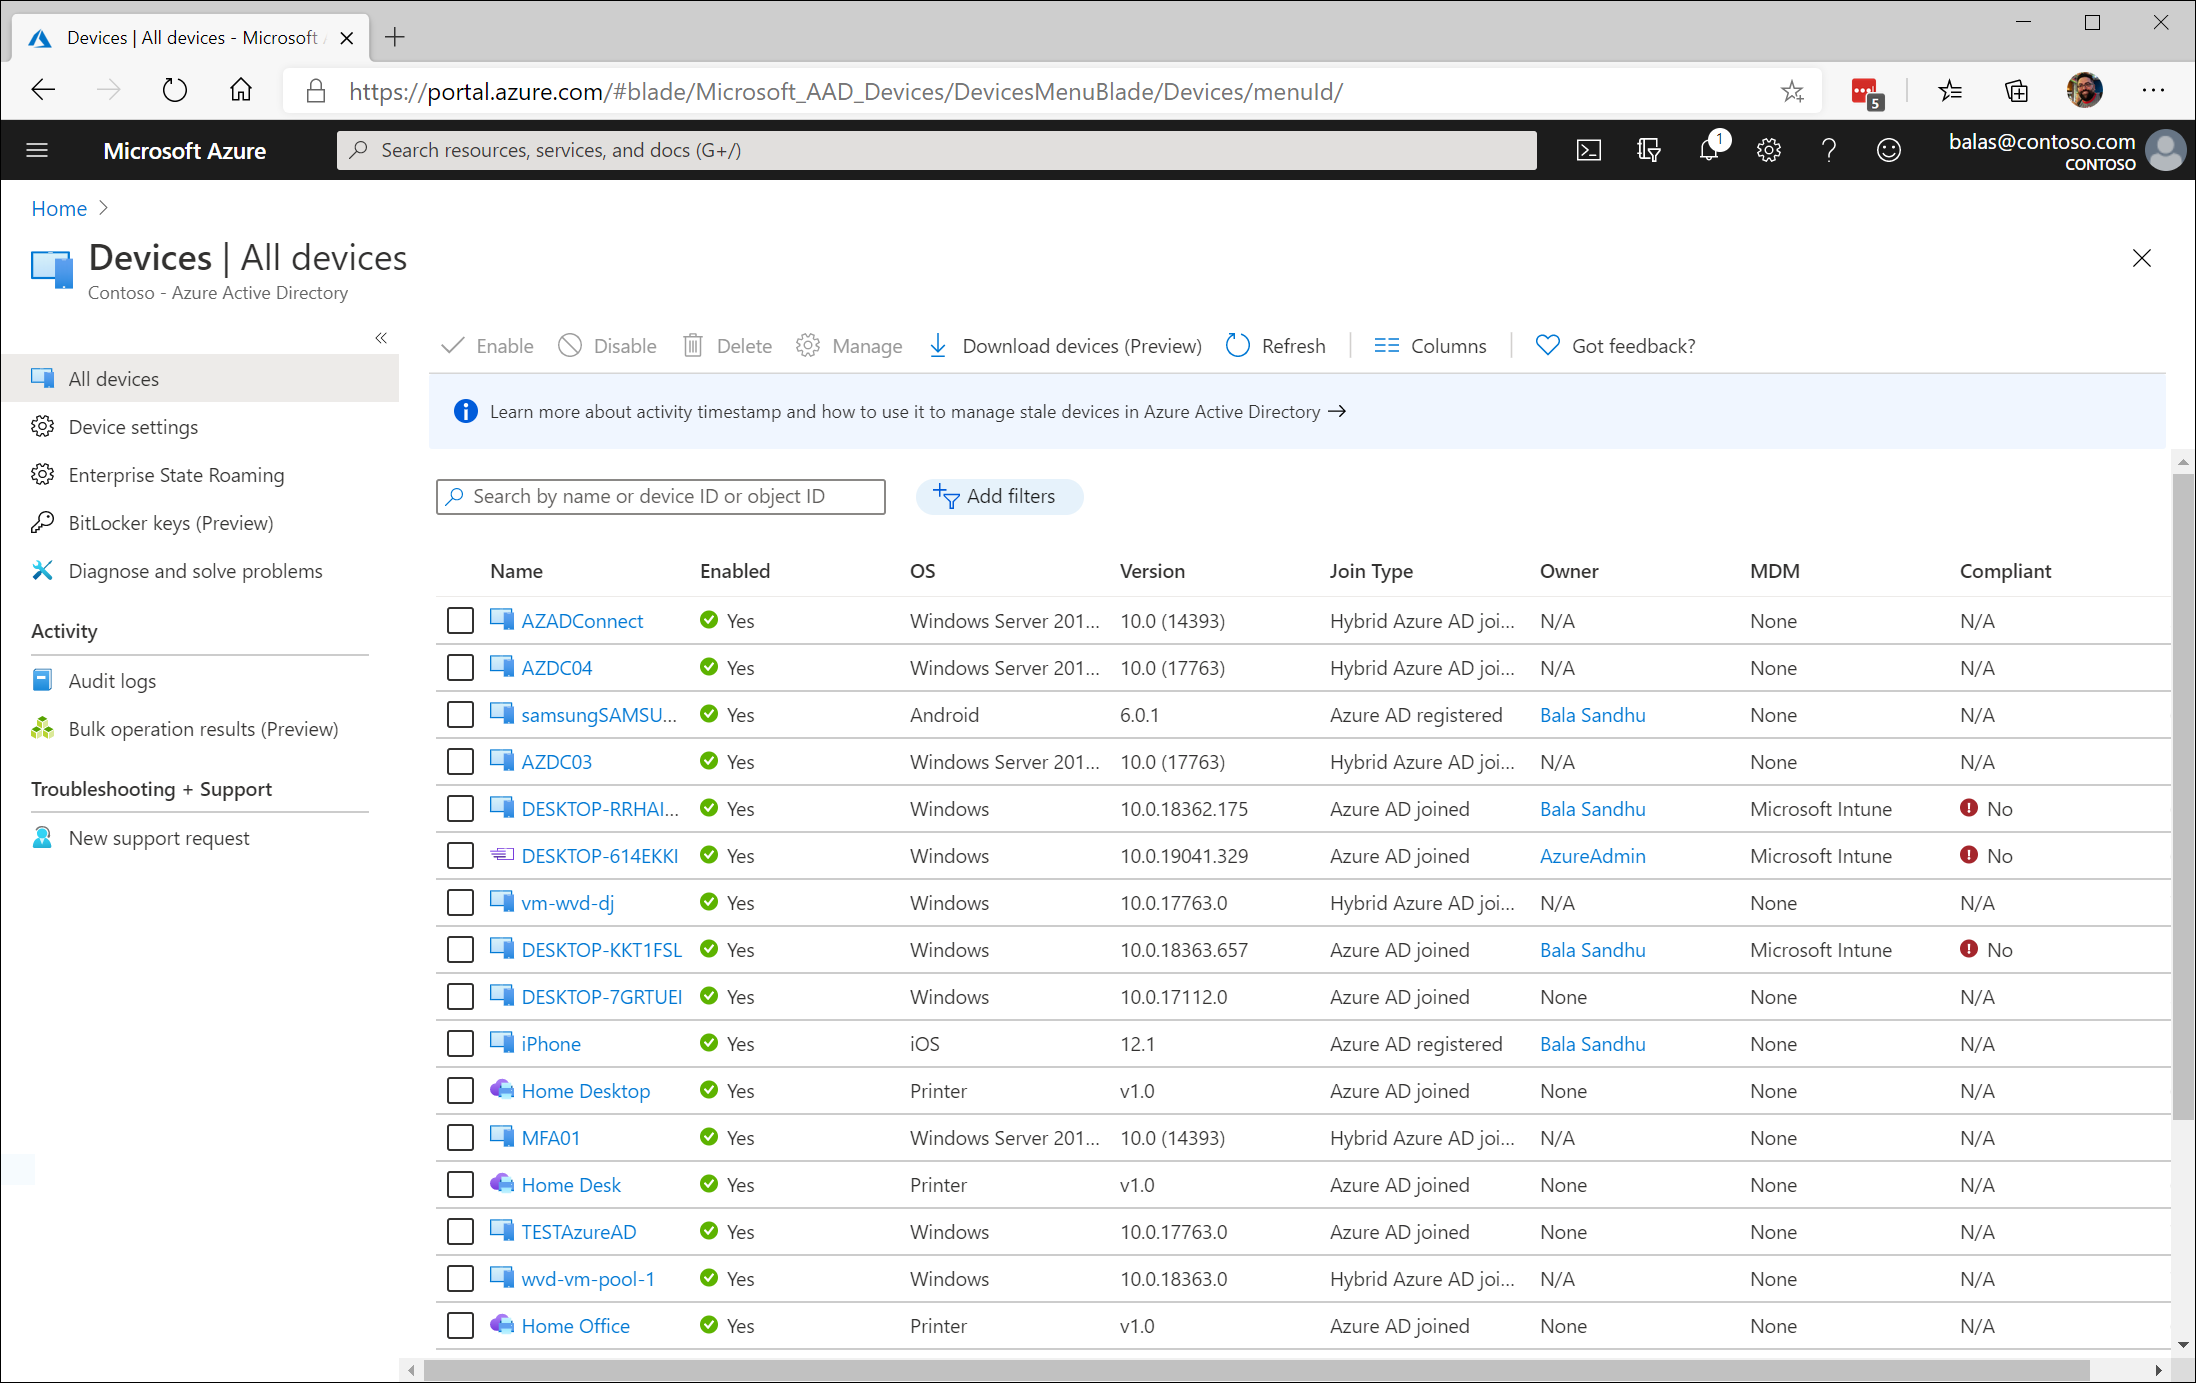 Devices | All devices - Microsoft
https://portal.azure.com/#blade/Microsoft_AAD_Devices/DevicesMenuBlade/Devices/menuId/
5
Microsoft Azure
Search resources, services, and docs (G+/)
1
balas@contoso.com
CONTOSO
Home
Devices | All devices
Contoso - Azure Active Directory
Enable Disable Delete Manage Download devices (Preview) Refresh Columns Got feedback?
Learn more about activity timestamp and how to use it to manage stale devices in Azure Active Directory →
All devices
Device settings
Enterprise State Roaming
BitLocker keys (Preview)
Diagnose and solve problems
Activity
Audit logs
Bulk operation results (Preview)
Troubleshooting + Support
New support request
Search by name or device ID or object ID
Add filters
Name Enabled OS Version Join Type Owner MDM Compliant
AZADConnect Yes Windows Server 201... 10.0 (14393) Hybrid Azure AD joi... N/A None N/A
AZDC04 Yes Windows Server 201... 10.0 (17763) Hybrid Azure AD joi... N/A None N/A
samsungSAMSU... Yes Android 6.0.1 Azure AD registered Bala Sandhu None N/A
AZDC03 Yes Windows Server 201... 10.0 (17763) Hybrid Azure AD joi... N/A None N/A
DESKTOP-RRHAI... Yes Windows 10.0.18362.175 Azure AD joined Bala Sandhu Microsoft Intune No
DESKTOP-614EKKI Yes Windows 10.0.19041.329 Azure AD joined AzureAdmin Microsoft Intune No
vm-wvd-dj Yes Windows 10.0.17763.0 Hybrid Azure AD joi... N/A None N/A
DESKTOP-KKT1FSL Yes Windows 10.0.18363.657 Azure AD joined Bala Sandhu Microsoft Intune No
DESKTOP-7GRTUEI Yes Windows 10.0.17112.0 Azure AD joined None None N/A
iPhone Yes iOS 12.1 Azure AD registered Bala Sandhu None N/A
Home Desktop Yes Printer v1.0 Azure AD joined None None N/A
MFA01 Yes Windows Server 201... 10.0 (14393) Hybrid Azure AD joi... N/A None N/A
Home Desk Yes Printer v1.0 Azure AD joined None None N/A
TESTAzureAD Yes Windows 10.0.17763.0 Azure AD joined None None N/A
wvd-vm-pool-1 Yes Windows 10.0.18363.0 Hybrid Azure AD joi... N/A None N/A
Home Office Yes Printer v1.0 Azure AD joined None None N/A